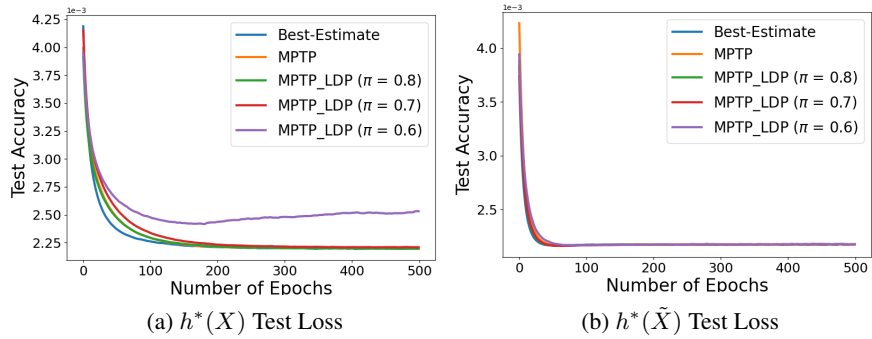 1e−3
4.25
4.00
3.75
3.50
3.25
3.00
2.75
2.50
2.25
Test Accuracy
Best-Estimate
MPTP
MPTP_LDP (π = 0.8)
MPTP_LDP (π = 0.7)
MPTP_LDP (π = 0.6)
0 100 200 300 400 500
Number of Epochs
(a) h*(X) Test Loss
1e−3
4.0
3.5
3.0
2.5
Test Accuracy
Best-Estimate
MPTP
MPTP_LDP (π = 0.8)
MPTP_LDP (π = 0.7)
MPTP_LDP (π = 0.6)
0 100 200 300 400 500
Number of Epochs
(b) h*(X̃) Test Loss